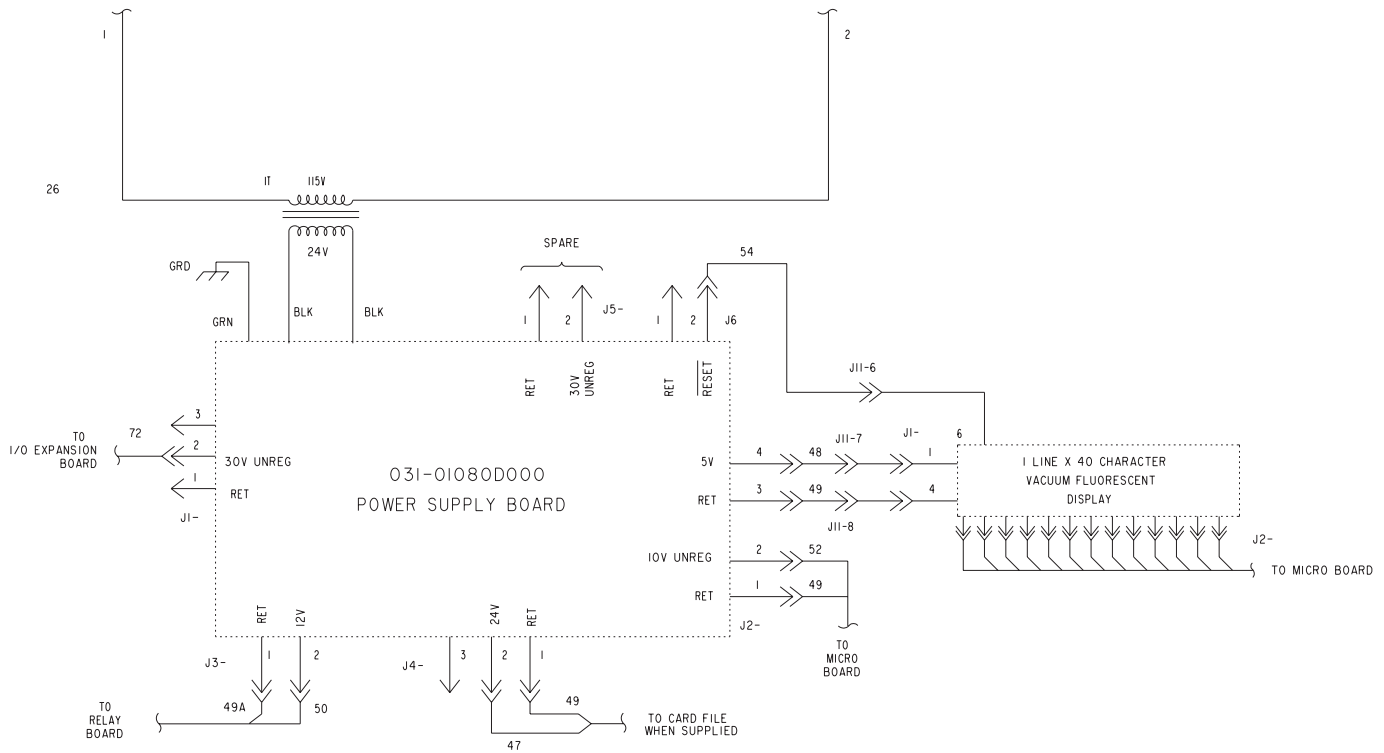 1
2
26
1T
115V
24V
SPARE
54
GRD
GRN
BLK
BLK
1
2
J5-
1
2
J6
RET
30V
UNREG
RET
RESET
J11-6
3
72
TO
I/O EXPANSION
BOARD
2
30V UNREG
1
RET
J1-
031-01080D000
POWER SUPPLY BOARD
5V
4
48
J11-7
J1-
1
6
RET
3
49
J11-8
4
1 LINE X 40 CHARACTER
VACUUM FLUORESCENT
DISPLAY
J2-
TO MICRO BOARD
10V UNREG
2
52
RET
1
49
J2-
TO
MICRO
BOARD
RET
12V
24V
RET
J3-
1
2
J4-
3
2
1
TO
RELAY
BOARD
49A
50
49
47
TO CARD FILE
WHEN SUPPLIED